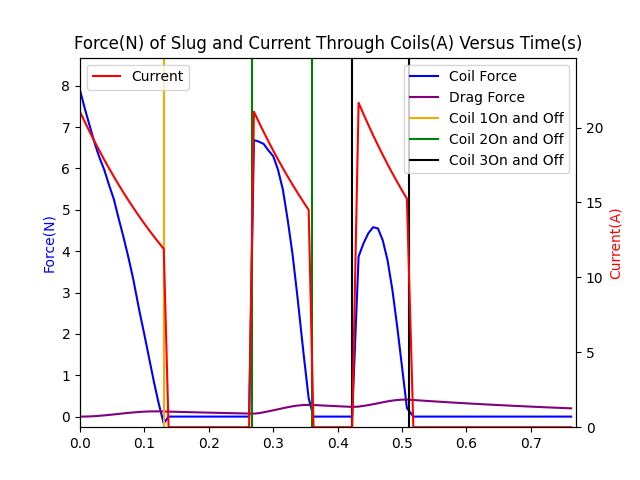 Force(N) of Slug and Current Through Coils(A) Versus Time(s)
Current
Coil Force
Drag Force
Coil 1On and Off
Coil 2On and Off
Coil 3On and Off
Force(N)
8
7
6
5
4
3
2
1
0
Current(A)
20
15
10
5
0
0.0 0.1 0.2 0.3 0.4 0.5 0.6 0.7